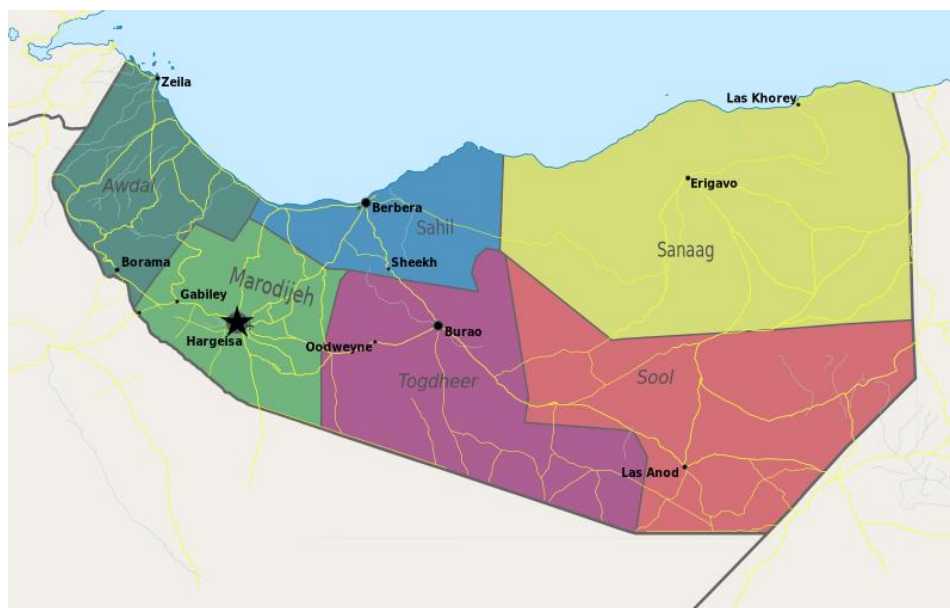 Zeila
Las Khorey
Awdal
Erigavo
Berbera
Sahil
Sanaag
Borama
Sheekh
Marodijeh
Gabiley
Hargeisa
Burao
Oodweyne
Togdheer
Sool
Las Anod